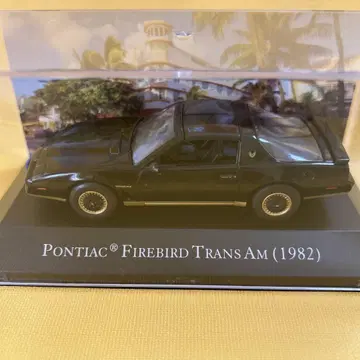 PONTIAC® FIREBIRD TRANS AM (1982)